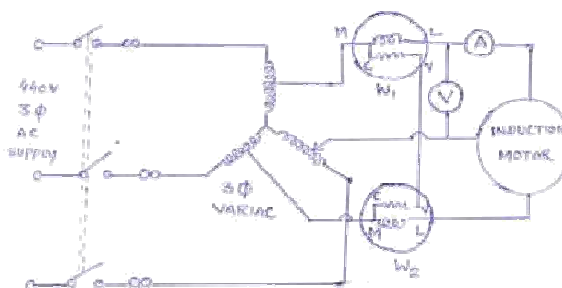 440V
3Φ
AC
SUPPLY
3Φ
VARIAC
M
L
C
V
W1
A
V
INDUCTION
MOTOR
C
V
M
L
W2